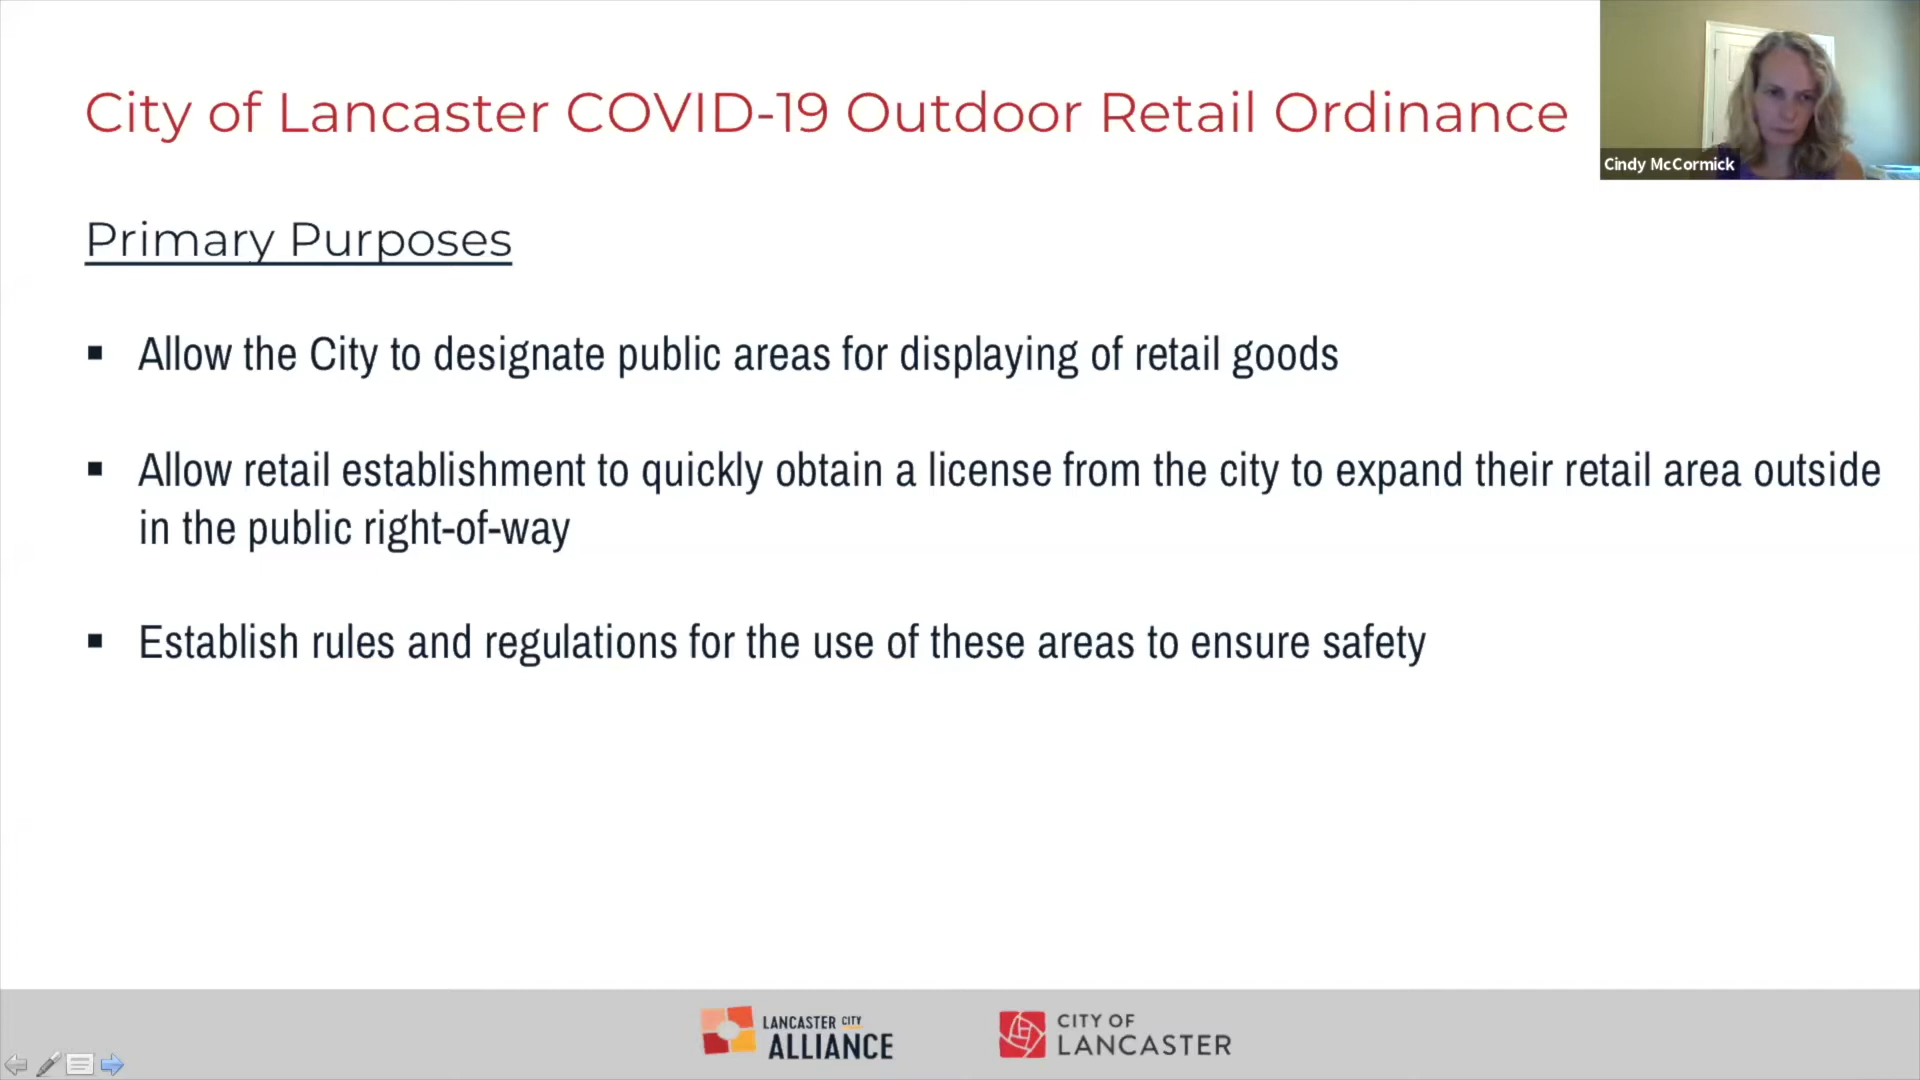 City of Lancaster COVID-19 Outdoor Retail Ordinance
Cindy McCormick
Primary Purposes
▪ Allow the City to designate public areas for displaying of retail goods
▪ Allow retail establishment to quickly obtain a license from the city to expand their retail area outside
in the public right-of-way
▪ Establish rules and regulations for the use of these areas to ensure safety
LANCASTER CITY
ALLIANCE
CITY OF
LANCASTER